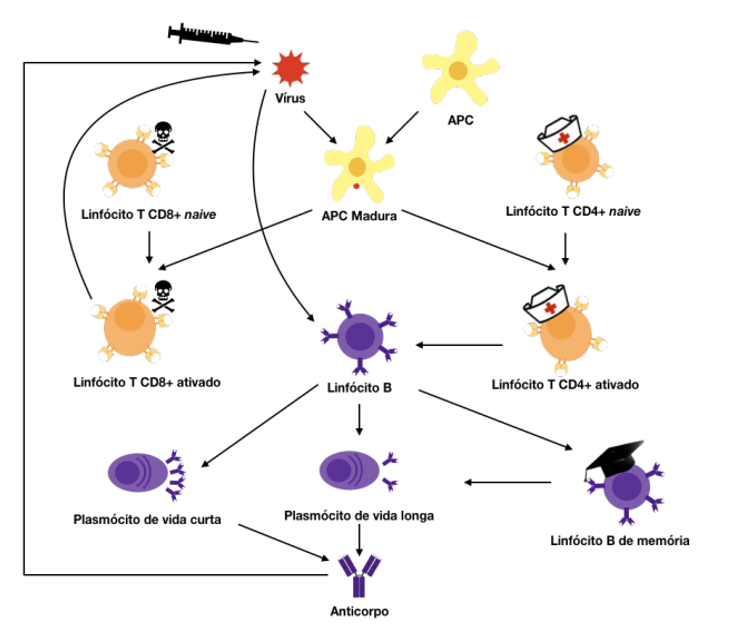 Vírus
APC
Linfócito T CD8+ naive
APC Madura
Linfócito T CD4+ naive
Linfócito T CD8+ ativado
Linfócito B
Linfócito T CD4+ ativado
Plasmócito de vida curta
Plasmócito de vida longa
Linfócito B de memória
Anticorpo